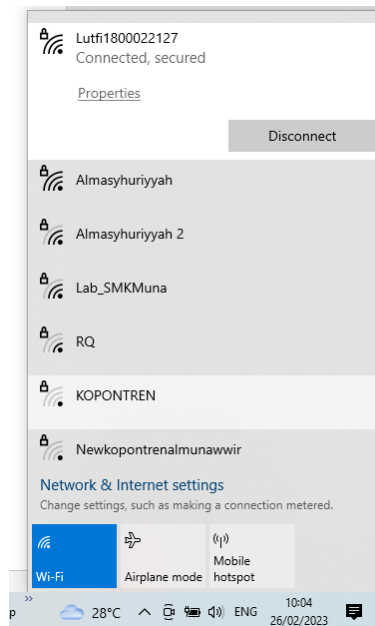 Lutfi1800022127
Connected, secured
Properties
Disconnect
Almasyhuriyyah
Almasyhuriyyah 2
Lab_SMKMuna
RQ
KOPONTREN
Newkopontrenalmunawwir
Network & Internet settings
Change settings, such as making a connection metered.
Wi-Fi
Airplane mode
Mobile
hotspot
p
28°C
ENG
10:04
26/02/2023